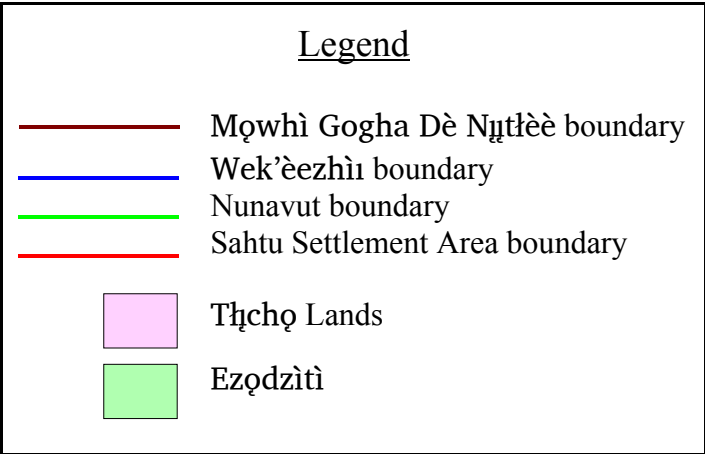 Legend
Mǫwhì Gogha Dè Nı̨ı̨tłèè boundary
Wek’èezhìı boundary
Nunavut boundary
Sahtu Settlement Area boundary
Tłı̨chǫ Lands
Ezǫdzìtì